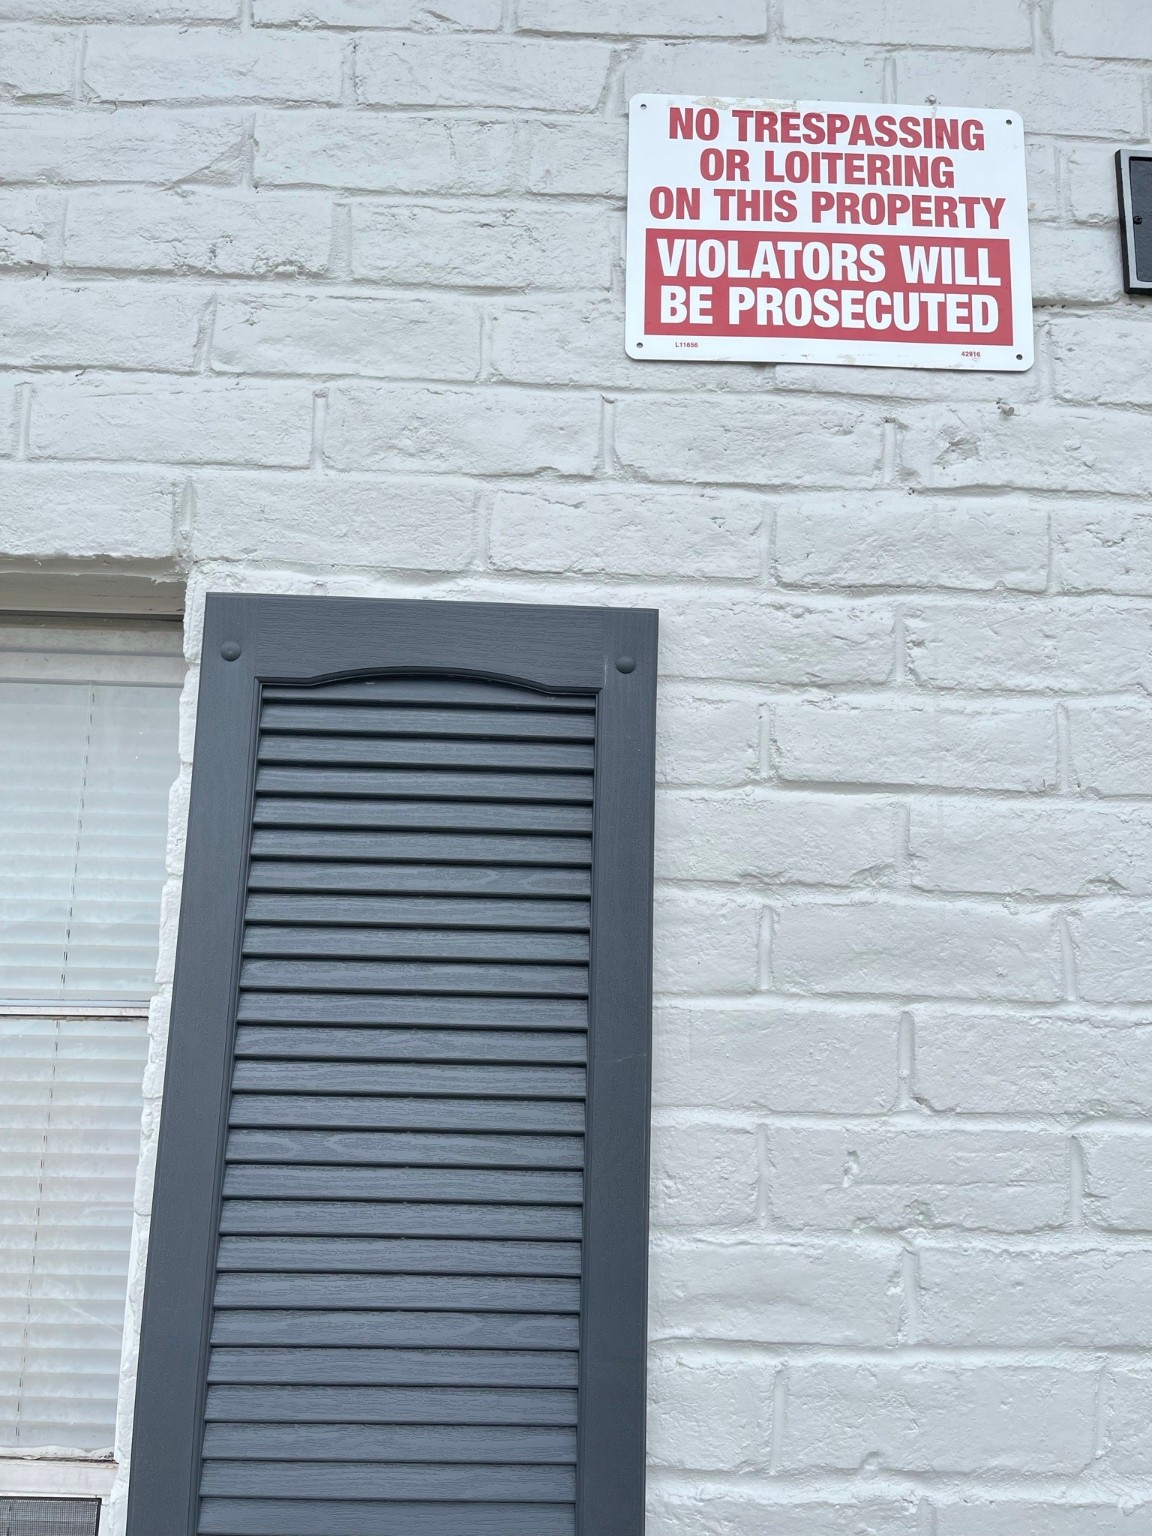 NO TRESPASSING
OR LOITERING
ON THIS PROPERTY
VIOLATORS WILL
BE PROSECUTED
L11656 42916